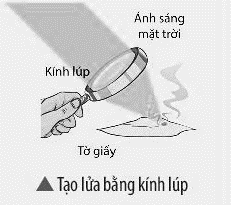 Ánh sáng
mặt trời
Kính lúp
Tờ giấy
▲ Tạo lửa bằng kính lúp